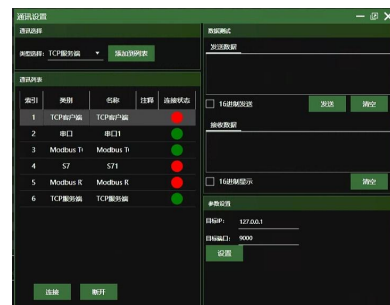 通讯设置
通讯选择
类型选择: TCP服务端 添加到列表
通讯列表
索引 类别 名称 注释 连接状态
1 TCP客户端 TCP客户端
2 串口 串口1
3 Modbus T TCP客户端
4 S7 S71
5 Modbus R Modbus R
6 TCP服务端 TCP服务端
连接 断开
数据测试
发送数据
16进制发送 发送 清空
接收数据
16进制显示 清空
参数设置
目标IP: 127.0.0.1
目标端口: 9000
设置